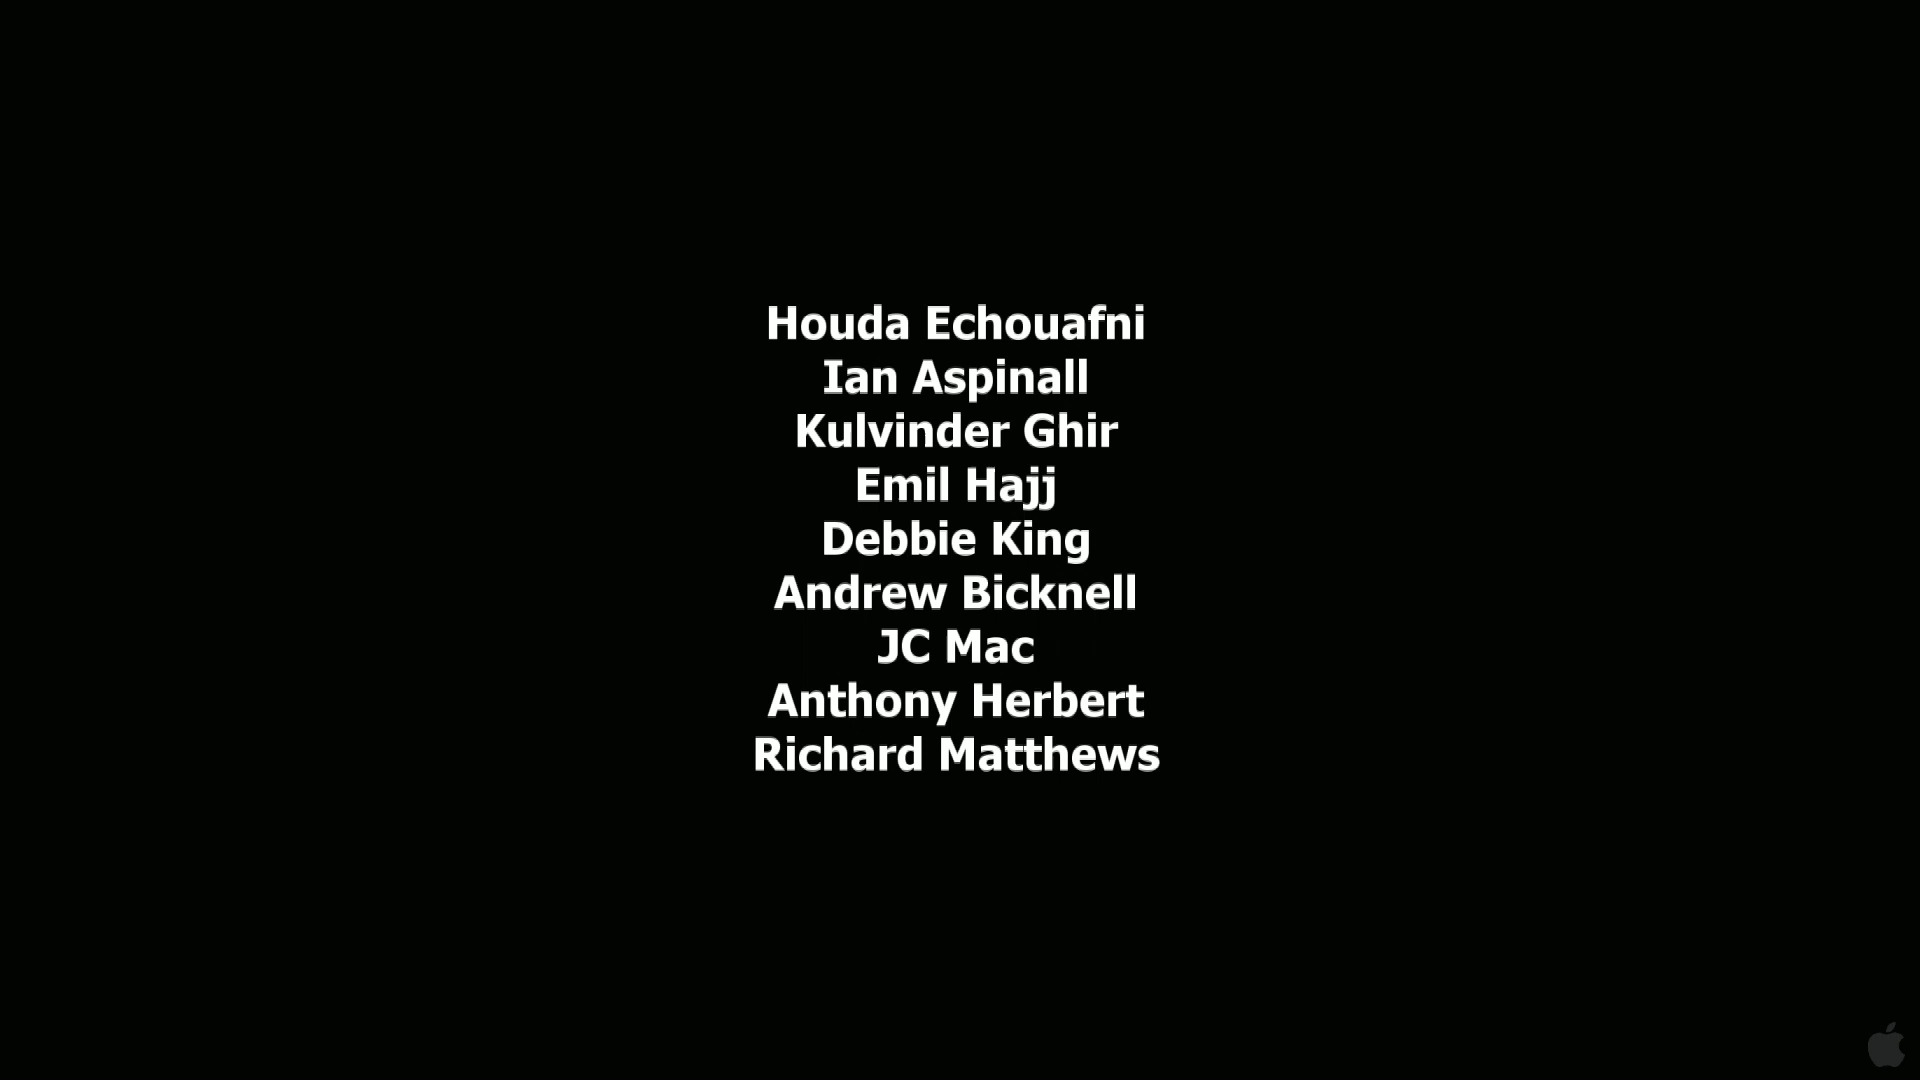 Houda Echouafni
Ian Aspinall
Kulvinder Ghir
Emil Hajj
Debbie King
Andrew Bicknell
JC Mac
Anthony Herbert
Richard Matthews